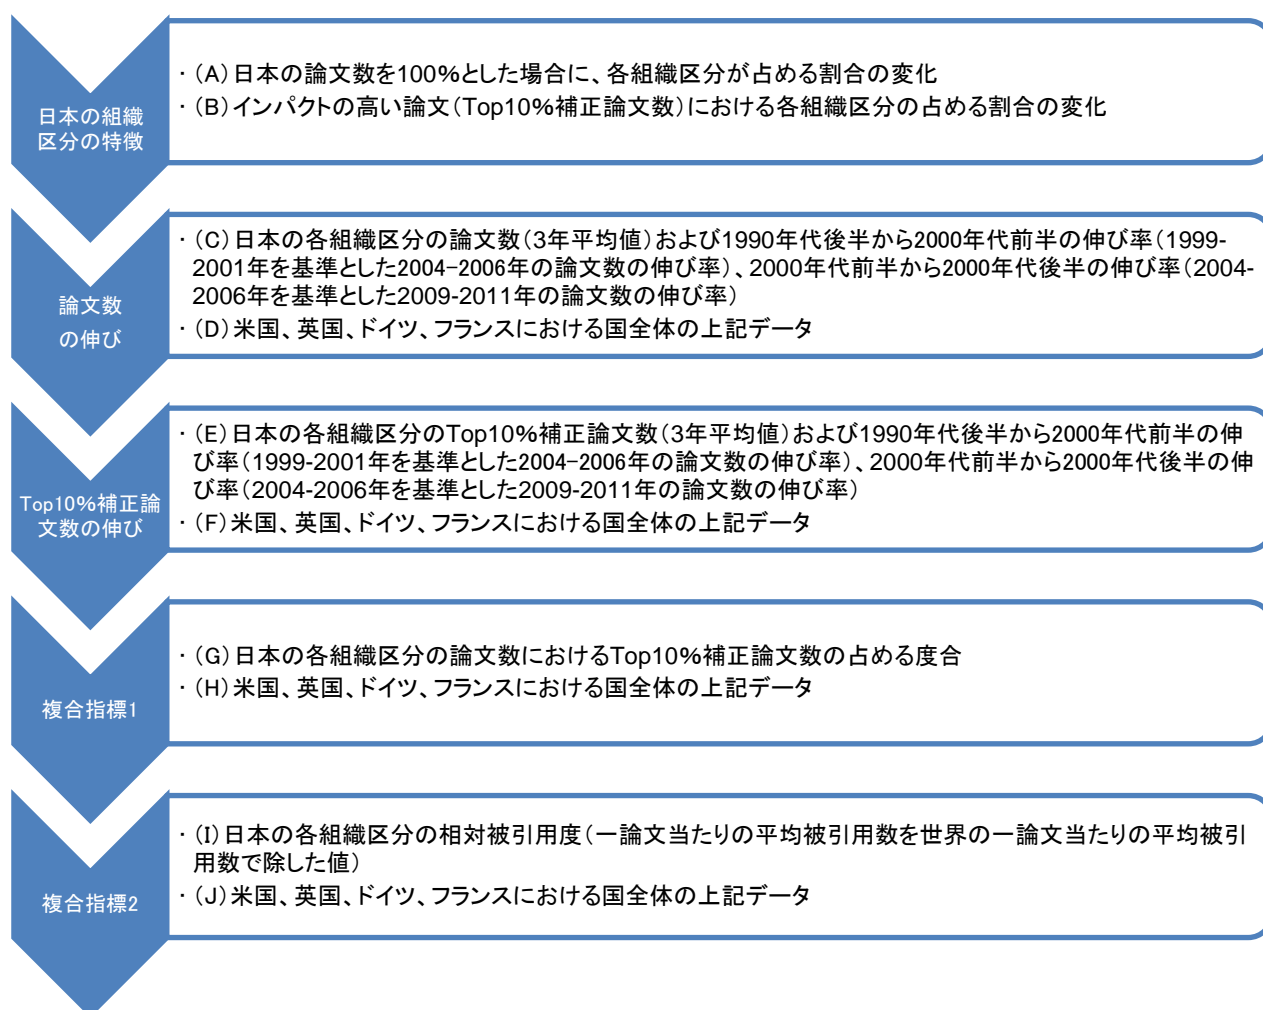 日本の組織
区分の特徴
・(A)日本の論文数を100%とした場合に、各組織区分が占める割合の変化
・(B)インパクトの高い論文(Top10%補正論文数)における各組織区分の占める割合の変化
論文数
の伸び
・(C)日本の各組織区分の論文数(3年平均値)および1990年代後半から2000年代前半の伸び率(1999-
2001年を基準とした2004-2006年の論文数の伸び率)、2000年代前半から2000年代後半の伸び率(2004-
2006年を基準とした2009-2011年の論文数の伸び率)
・(D)米国、英国、ドイツ、フランスにおける国全体の上記データ
Top10%補正論
文数の伸び
・(E)日本の各組織区分のTop10%補正論文数(3年平均値)および1990年代後半から2000年代前半の伸
び率(1999-2001年を基準とした2004-2006年の論文数の伸び率)、2000年代前半から2000年代後半の伸
び率(2004-2006年を基準とした2009-2011年の論文数の伸び率)
・(F)米国、英国、ドイツ、フランスにおける国全体の上記データ
複合指標1
・(G)日本の各組織区分の論文数におけるTop10%補正論文数の占める度合
・(H)米国、英国、ドイツ、フランスにおける国全体の上記データ
複合指標2
・(I)日本の各組織区分の相対被引用度(一論文当たりの平均被引用数を世界の一論文当たりの平均被引
用数で除した値)
・(J)米国、英国、ドイツ、フランスにおける国全体の上記データ